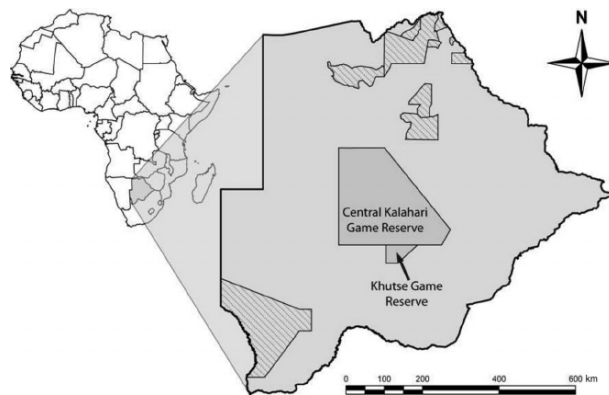 N
Central Kalahari
Game Reserve
Khutse Game
Reserve
0 100 200 400 600 km